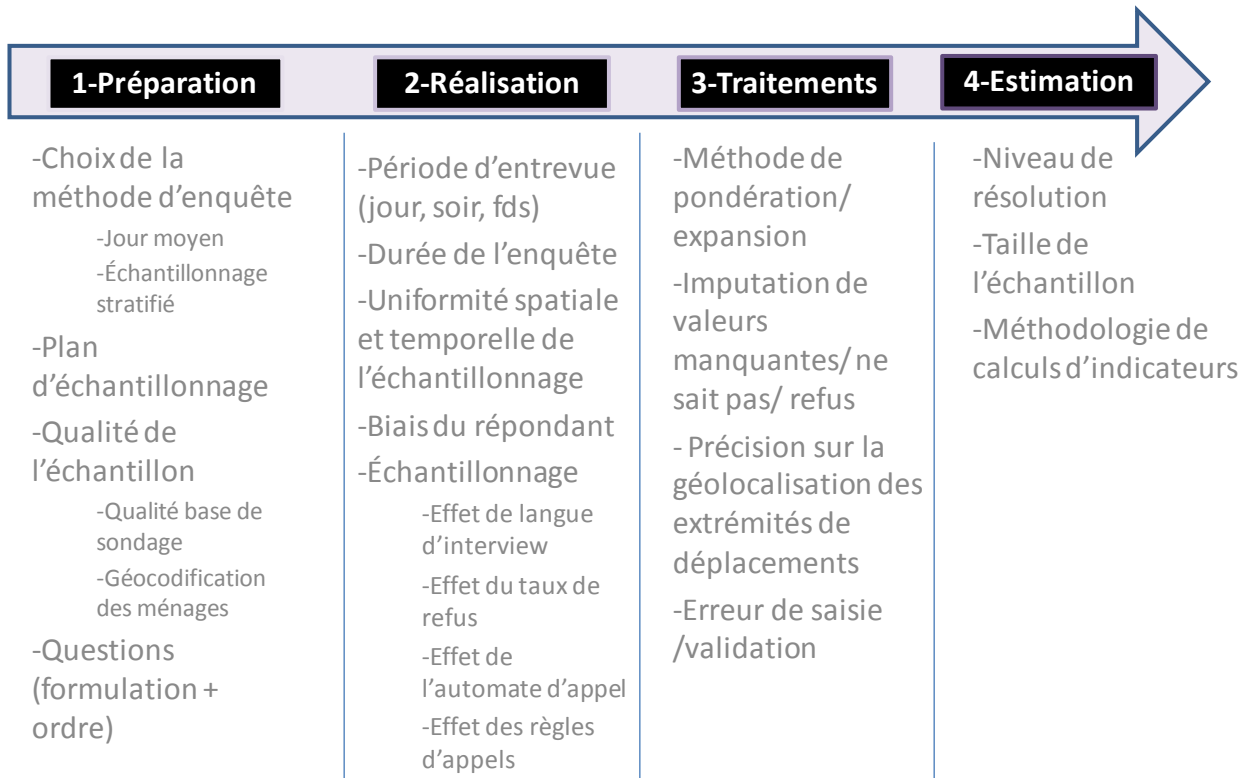 1-Préparation
2-Réalisation
3-Traitements
4-Estimation
-Choix de la
méthode d'enquête
-Jour moyen
-Échantillonnage
stratifié
-Plan
d'échantillonnage
-Qualité de
l'échantillon
-Qualité base de
sondage
-Géocodification
des ménages
-Questions
(formulation +
ordre)
-Période d'entrevue
(jour, soir, fds)
-Durée de l'enquête
-Uniformité spatiale
et temporelle de
l'échantillonnage
-Biais du répondant
-Échantillonnage
-Effet de langue
d'interview
-Effet du taux de
refus
-Effet de
l'automate d'appel
-Effet des règles
d'appels
-Méthode de
pondération/
expansion
-Imputation de
valeurs
manquantes/ ne
sait pas/ refus
- Précision sur la
géolocalisation des
extrémités de
déplacements
-Erreur de saisie
/validation
-Niveau de
résolution
-Taille de
l'échantillon
-Méthodologie de
calculs d'indicateurs